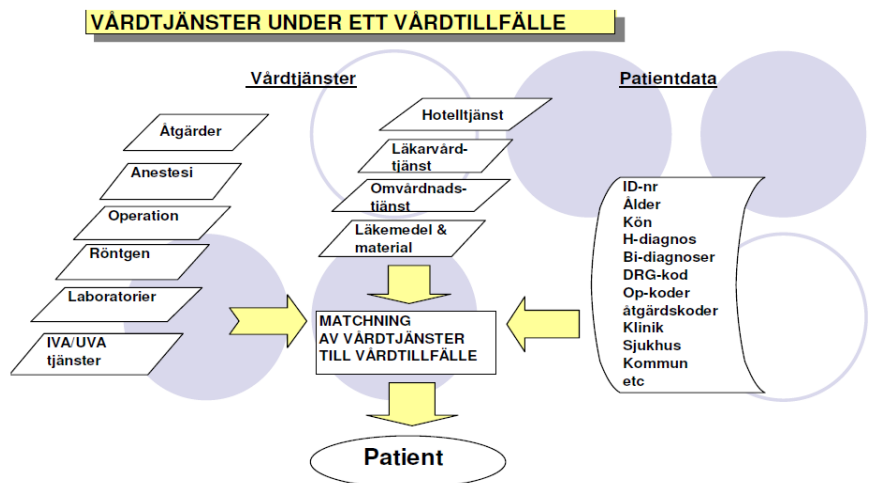 VÅRDTJÄNSTER UNDER ETT VÅRDTILLFÄLLE
Vårdtjänster
Åtgärder
Anestesi
Operation
Röntgen
Laboratorier
IVA/UVA
tjänster
Hotelltjänst
Läkarvård-
tjänst
Omvårdnads-
tjänst
Läkemedel &
material
Patientdata
ID-nr
Ålder
Kön
H-diagnos
Bi-diagnoser
DRG-kod
Op-koder
åtgärdskoder
Klinik
Sjukhus
Kommun
etc
MATCHNING
AV VÅRDTJÄNSTER
TILL VÅRDTILLFÄLLE
Patient